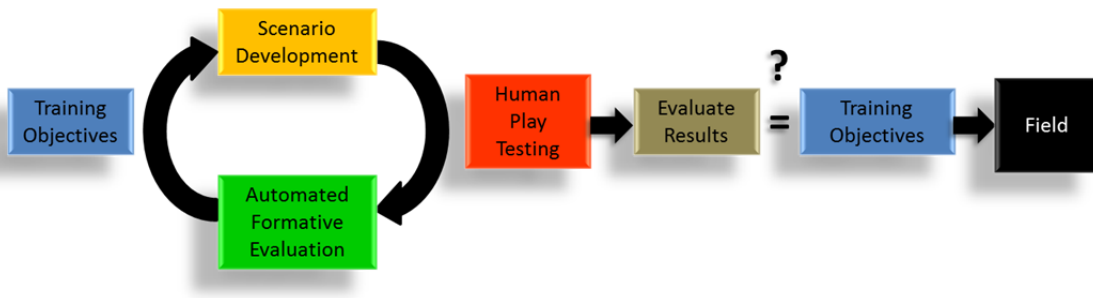 Training
Objectives
Scenario
Development
Automated
Formative
Evaluation
Human
Play
Testing
Evaluate
Results
?
=
Training
Objectives
Field